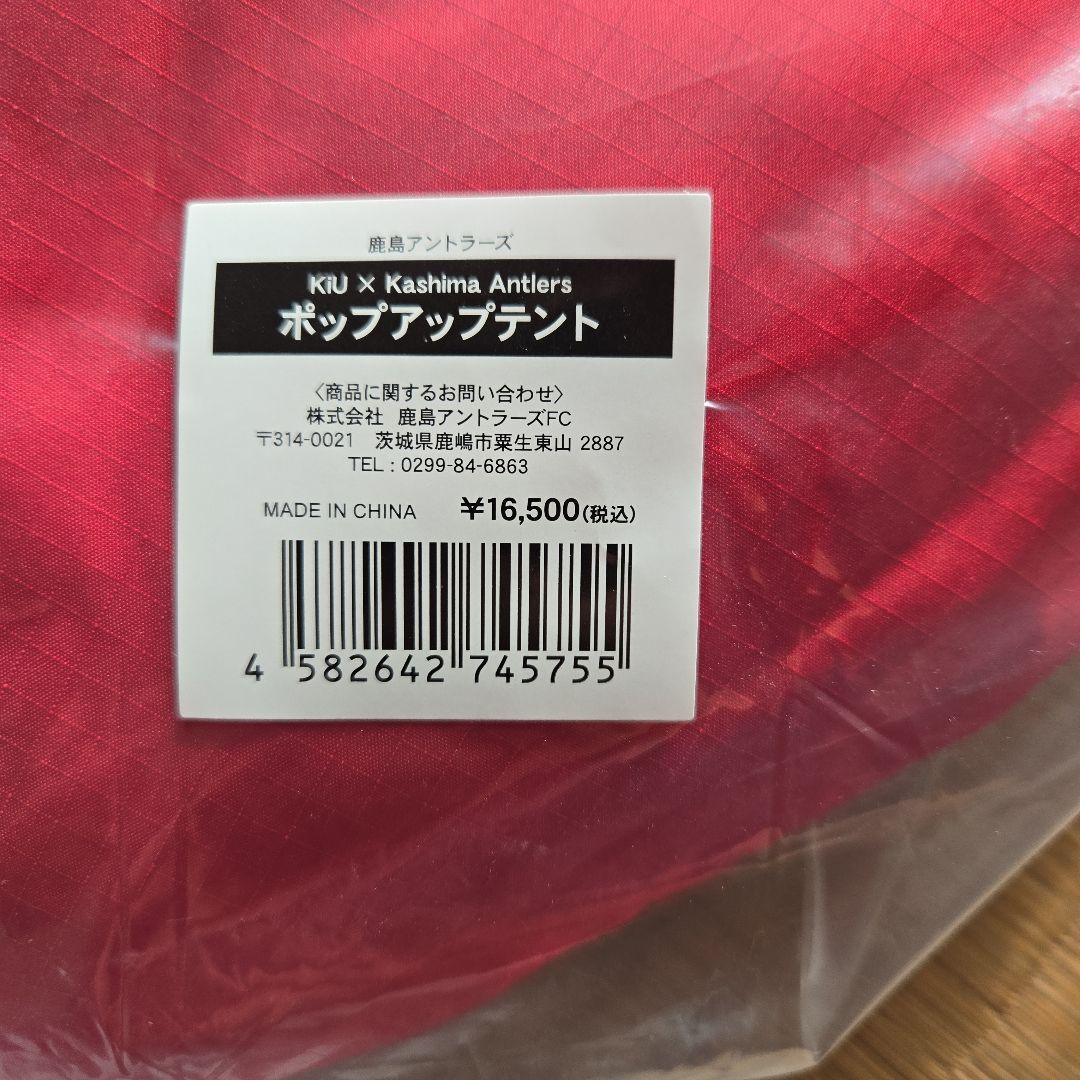 鹿島アントラーズ
KiU × Kashima Antlers
ポップアップテント
〈商品に関するお問い合わせ〉
株式会社 鹿島アントラーズFC
〒314-0021 茨城県鹿嶋市粟生東山 2887
TEL : 0299-84-6863
MADE IN CHINA ¥16,500(税込)
4 582642 745755